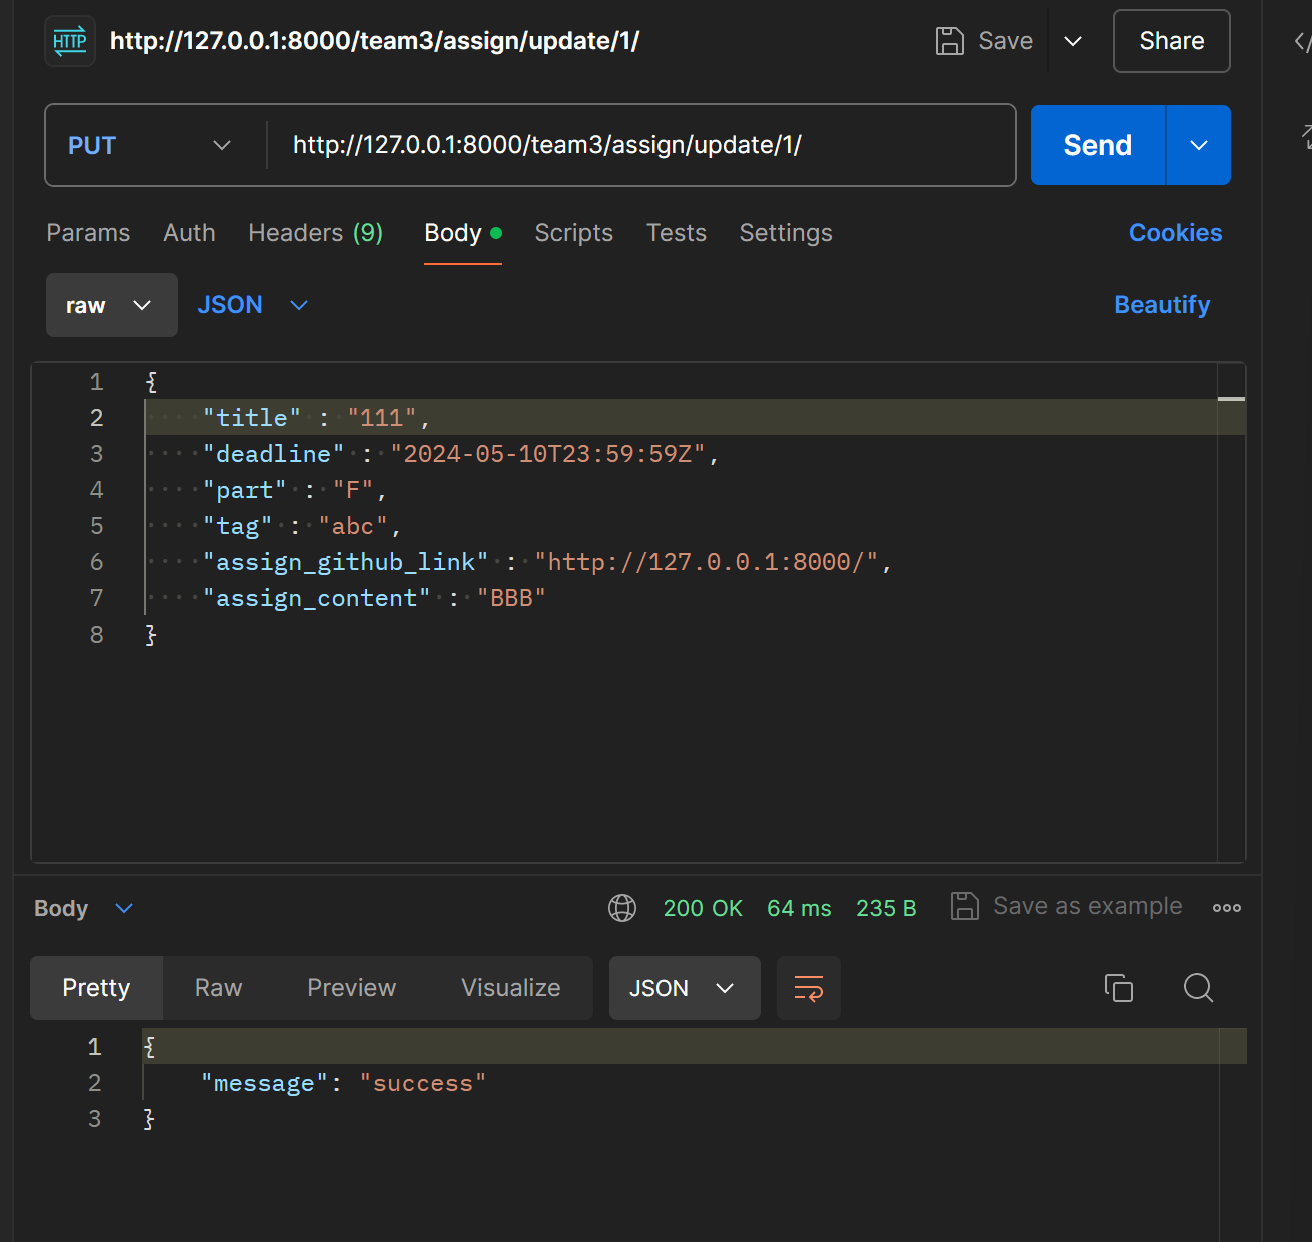 HTTP http://127.0.0.1:8000/team3/assign/update/1/ Save Share
PUT http://127.0.0.1:8000/team3/assign/update/1/ Send
Params Auth Headers (9) Body Scripts Tests Settings Cookies
raw JSON Beautify
1 {
2 "title" : "111",
3 "deadline" : "2024-05-10T23:59:59Z",
4 "part" : "F",
5 "tag" : "abc",
6 "assign_github_link" : "http://127.0.0.1:8000/",
7 "assign_content" : "BBB"
8 }
Body 200 OK 64 ms 235 B Save as example
Pretty Raw Preview Visualize JSON
1 {
2 "message": "success"
3 }